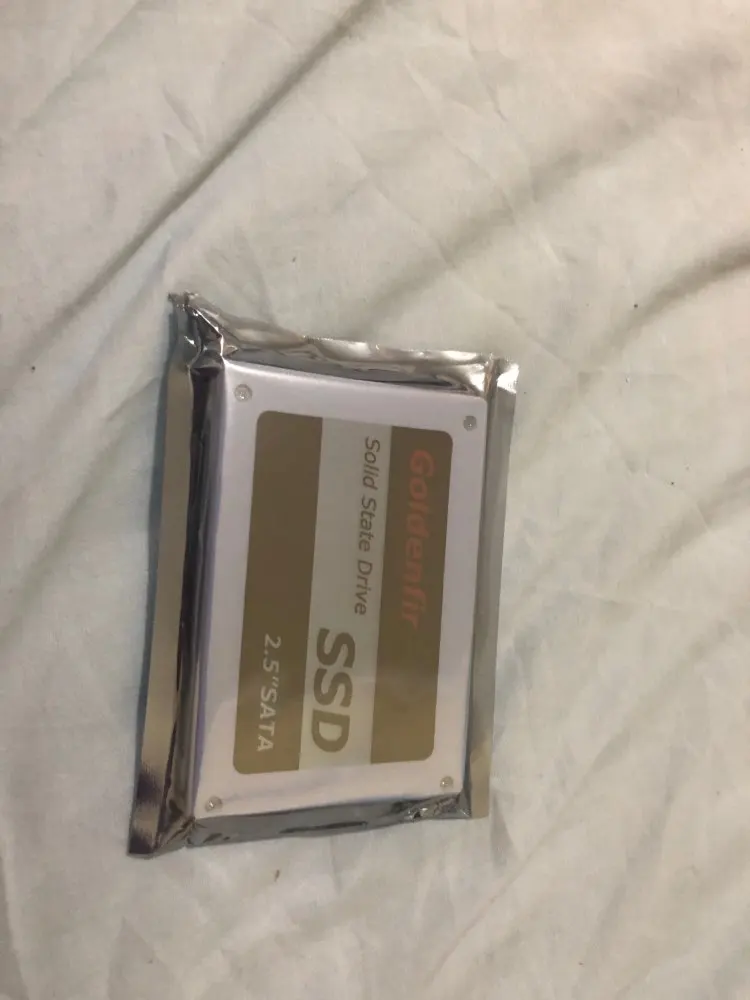 Goldenfir
Solid State Drive
SSD
2.5"SATA